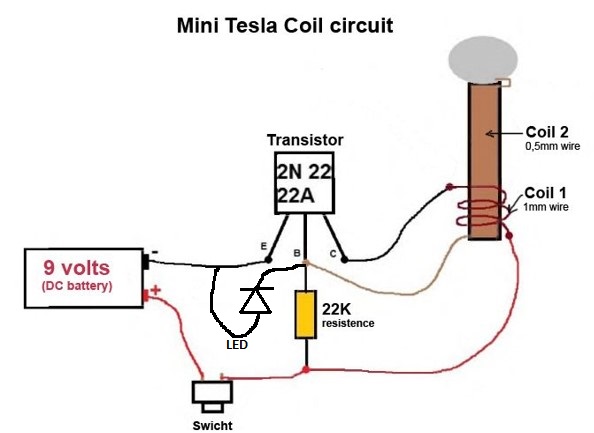 Mini Tesla Coil circuit
Transistor
2N 22
22A
Coil 2
0,5mm wire
Coil 1
1mm wire
E
B
C
-
9 volts
(DC battery)
+
22K
resistence
LED
Swicht